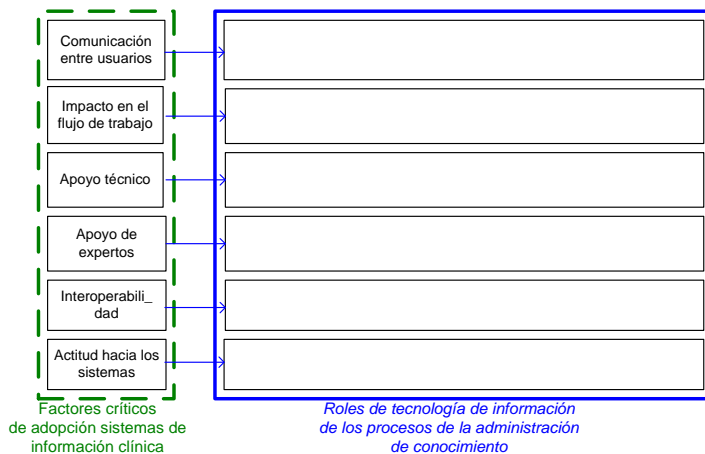 Comunicación
entre usuarios
Impacto en el
flujo de trabajo
Apoyo técnico
Apoyo de
expertos
Interoperabili_
dad
Actitud hacia los
sistemas
Factores críticos
de adopción sistemas de
información clínica
Roles de tecnología de información
de los procesos de la administración
de conocimiento